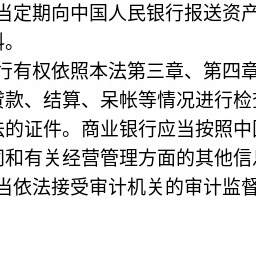 当定期向中国人民银行报送资产
料。
行有权依照本法第三章、第四章
贷款、结算、呆帐等情况进行检查
法的证件。商业银行应当按照中国
和有关经营管理方面的其他信息
当依法接受审计机关的审计监督